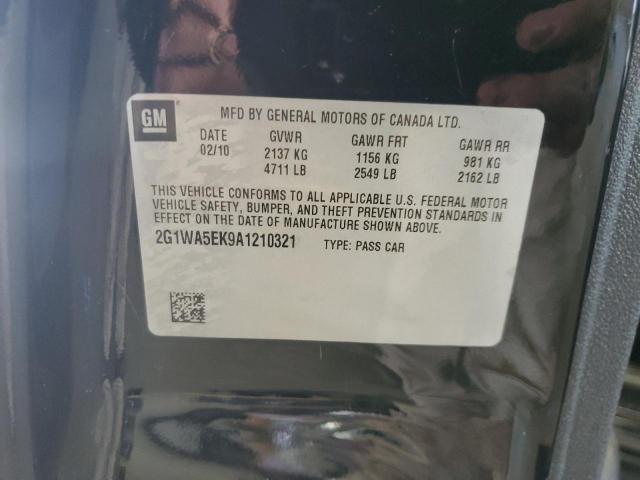 GM
MFD BY GENERAL MOTORS OF CANADA LTD.
DATE GVWR GAWR FRT GAWR RR
02/10 2137 KG 1156 KG 981 KG
4711 LB 2549 LB 2162 LB
THIS VEHICLE CONFORMS TO ALL APPLICABLE U.S. FEDERAL MOTOR
VEHICLE SAFETY, BUMPER, AND THEFT PREVENTION STANDARDS IN
EFFECT ON THE DATE OF MANUFACTURE SHOWN ABOVE.
2G1WA5EK9A1210321 TYPE: PASS CAR